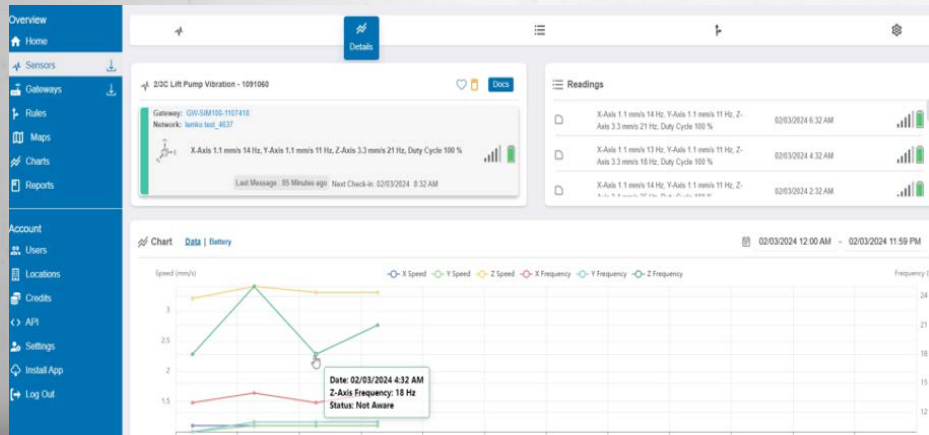 Overview
Home
Sensors
Gateways
Rules
Maps
Charts
Reports
Account
Users
Locations
Credits
API
Settings
Install App
Log Out
Details
2/3C Lift Pump Vibration - 1091060
Docs
Gateway: GW-SIM100-1107418
Network: lemks test_4637
X-Axis 1.1 mm/s 14 Hz, Y-Axis 1.1 mm/s 11 Hz, Z-Axis 3.3 mm/s 21 Hz, Duty Cycle 100 %
Last Message : 85 Minutes ago Next Check-in: 02/03/2024 8:32 AM
Readings
X-Axis 1.1 mm/s 14 Hz, Y-Axis 1.1 mm/s 11 Hz, Z-
Axis 3.3 mm/s 21 Hz, Duty Cycle 100 %
02/03/2024 6:32 AM
X-Axis 1.1 mm/s 13 Hz, Y-Axis 1.1 mm/s 11 Hz, Z-
Axis 3.3 mm/s 18 Hz, Duty Cycle 100 %
02/03/2024 4:32 AM
X-Axis 1.1 mm/s 14 Hz, Y-Axis 1.1 mm/s 11 Hz, Z-
02/03/2024 2:32 AM
Chart Data | Battery
02/03/2024 12:00 AM - 02/03/2024 11:59 PM
Speed (mm/s)
X Speed Y Speed Z Speed X Frequency Y Frequency Z Frequency
Frequency (
3
2.5
2
1.5
24
21
18
15
12
Date: 02/03/2024 4:32 AM
Z-Axis Frequency: 18 Hz
Status: Not Aware